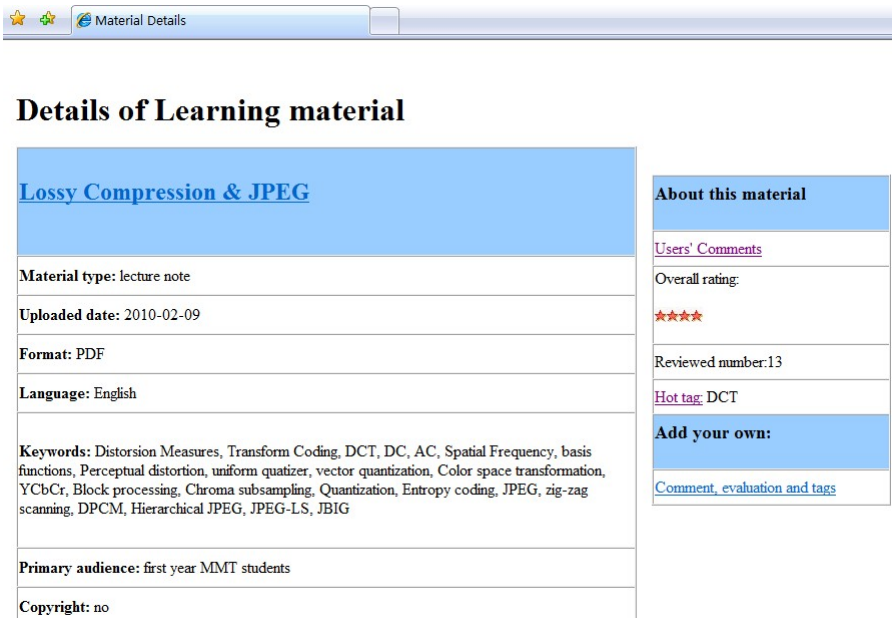 Material Details
Details of Learning material
Lossy Compression & JPEG
Material type: lecture note
Uploaded date: 2010-02-09
Format: PDF
Language: English
Keywords: Distorsion Measures, Transform Coding, DCT, DC, AC, Spatial Frequency, basis
functions, Perceptual distortion, uniform quatizer, vector quantization, Color space transformation,
YCbCr, Block processing, Chroma subsampling, Quantization, Entropy coding, JPEG, zig-zag
scanning, DPCM, Hierarchical JPEG, JPEG-LS, JBIG
Primary audience: first year MMT students
Copyright: no
About this material
Users' Comments
Overall rating:
Reviewed number:13
Hot tag: DCT
Add your own:
Comment, evaluation and tags